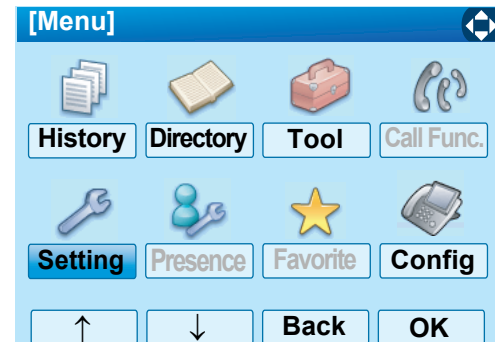 [Menu]
History Directory Tool Call Func.
Setting Presence Favorite Config
↑ ↓ Back OK